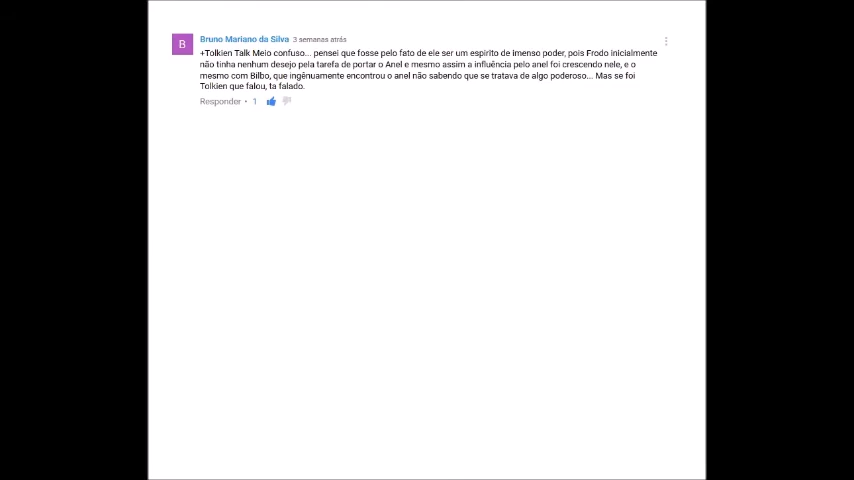 B
Bruno Mariano da Silva 3 semanas atrás
+Tolkien Talk Meio confuso... pensei que fosse pelo fato de ele ser um espirito de imenso poder, pois Frodo inicialmente
não tinha nenhum desejo pela tarefa de portar o Anel e mesmo assim a influência pelo anel foi crescendo nele, e o
mesmo com Bilbo, que ingênuamente encontrou o anel não sabendo que se tratava de algo poderoso... Mas se foi
Tolkien que falou, ta falado.
Responder • 1